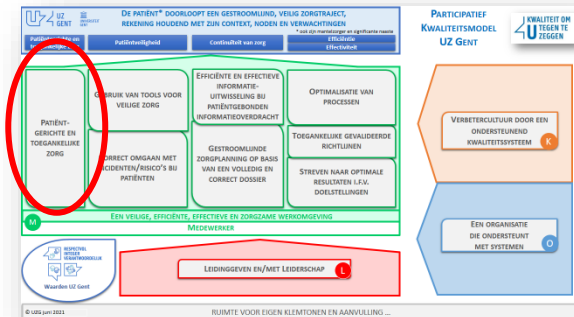 UZ
GENT
DE PATIËNT* DOORLOOPT EEN GESTROOMLIJND, VEILIG ZORGTRAJECT,
REKENING HOUDEND MET ZIJN CONTEXT, NODEN EN VERWACHTINGEN
* ook zijn mantelzorger en significante naaste
Patiëntveiligheid
Continuïteit van zorg
Efficiëntie
Effectiviteit
PARTICIPATIEF
KWALITEITSMODEL
UZ GENT
KWALITEIT OM
U TEGEN TE
ZEGGEN
PATIËNT-
GERICHTE EN
TOEGANKELIJKE
ZORG
GEBRUIK VAN TOOLS VOOR
VEILIGE ZORG
CORRECT OMGAAN MET
INCIDENTEN/RISICO'S BIJ
PATIËNTEN
EFFICIËNTE EN EFFECTIEVE
INFORMATIE-
UITWISSELING BIJ
PATIËNTGEBONDEN
INFORMATIEOVERDRACHT
GESTROOMLIJNDE
ZORGPLANNING OP BASIS
VAN EEN VOLLEDIG EN
CORRECT DOSSIER
OPTIMALISATIE VAN
PROCESSEN
TOEGANKELIJKE GEVALIDEERDE
RICHTLIJNEN
STREVEN NAAR OPTIMALE
RESULTATEN I.F.V.
DOELSTELLINGEN
VERBETERCULTUUR DOOR EEN
ONDERSTEUNEND
KWALITEITSSYSTEEM
K
EEN ORGANISATIE
DIE ONDERSTEUNT
MET SYSTEMEN
O
M
EEN VEILIGE, EFFICIËNTE, EFFECTIEVE EN ZORGZAME WERKOMGEVING
MEDEWERKER
RESPECTVOL
INTEGER
VERANTWOORDELIJK
Waarden UZ Gent
LEIDINGGEVEN EN/MET LEIDERSCHAP
L
© UZG juni 2021
RUIMTE VOOR EIGEN KLEMTONEN EN AANVULLING ...